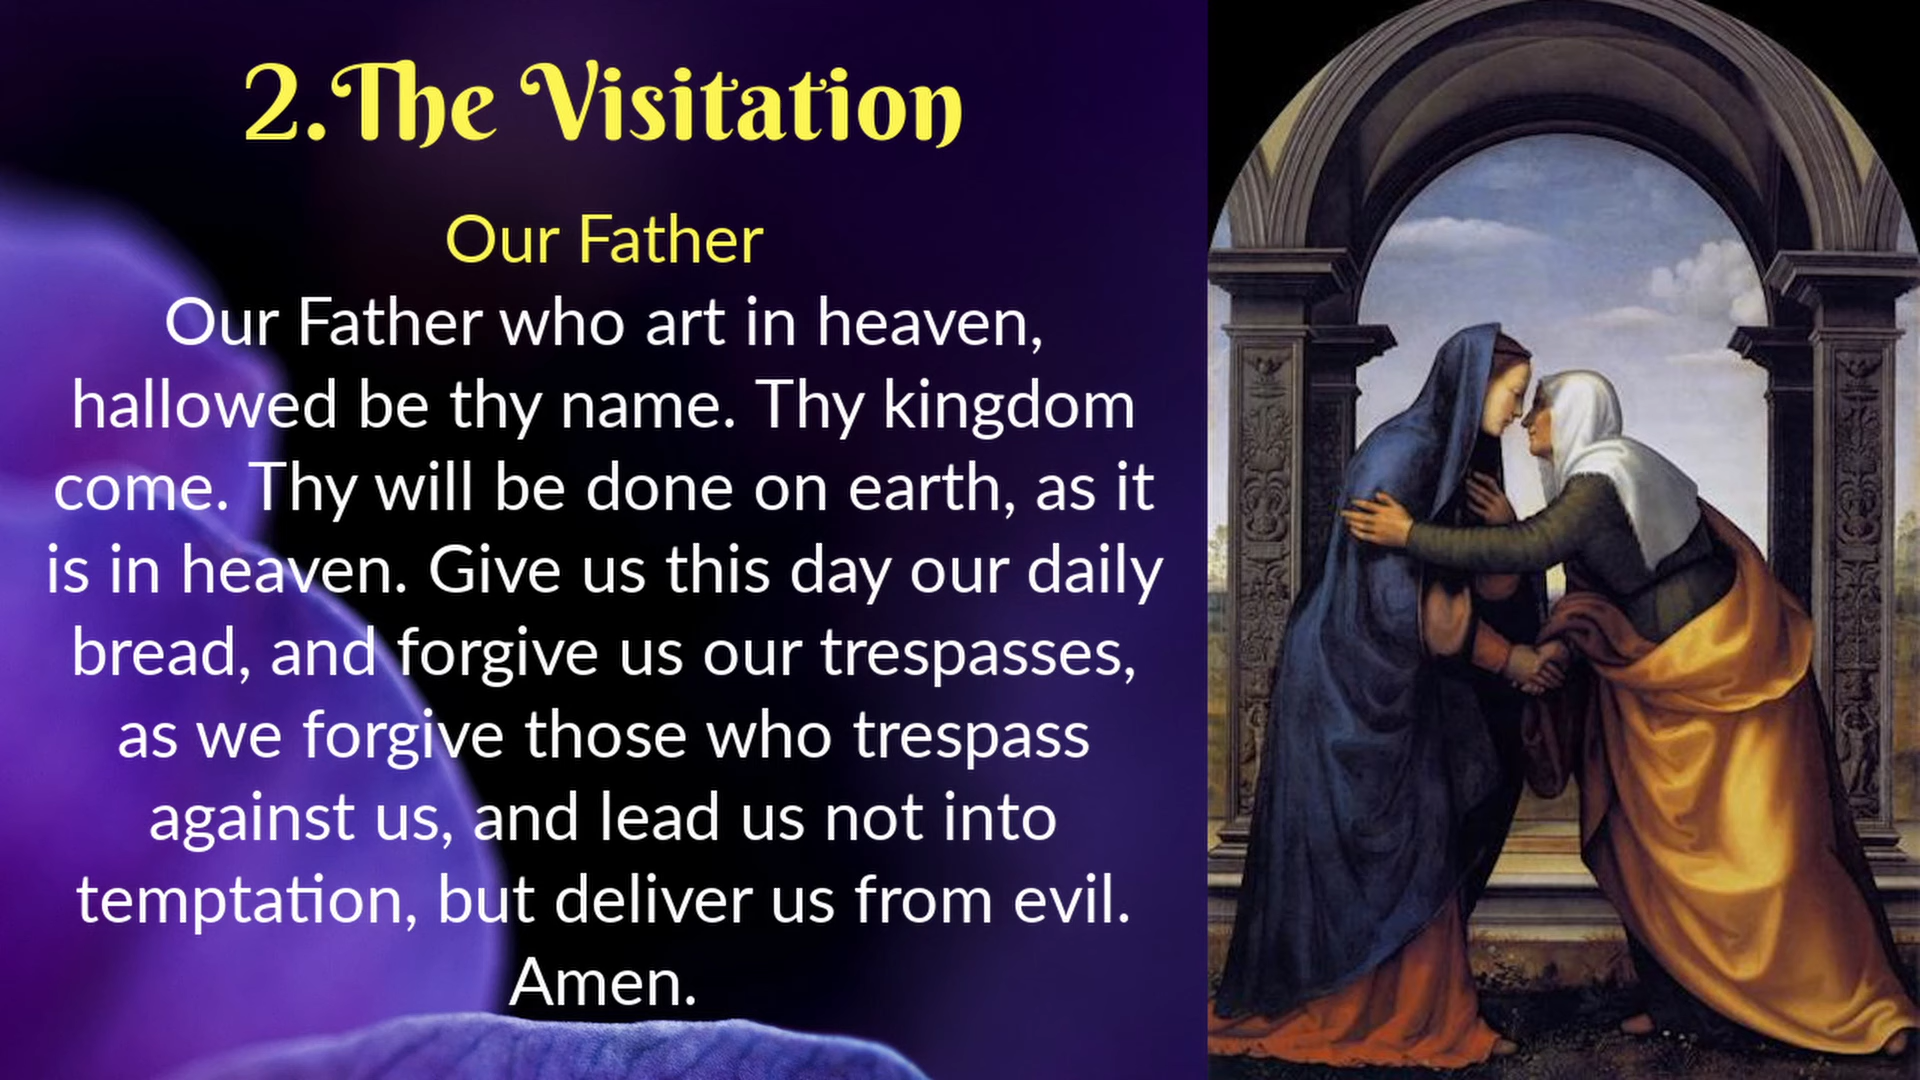 2.The Visitation
Our Father
Our Father who art in heaven,
hallowed be thy name. Thy kingdom
come. Thy will be done on earth, as it
is in heaven. Give us this day our daily
bread, and forgive us our trespasses,
as we forgive those who trespass
against us, and lead us not into
temptation, but deliver us from evil.
Amen.